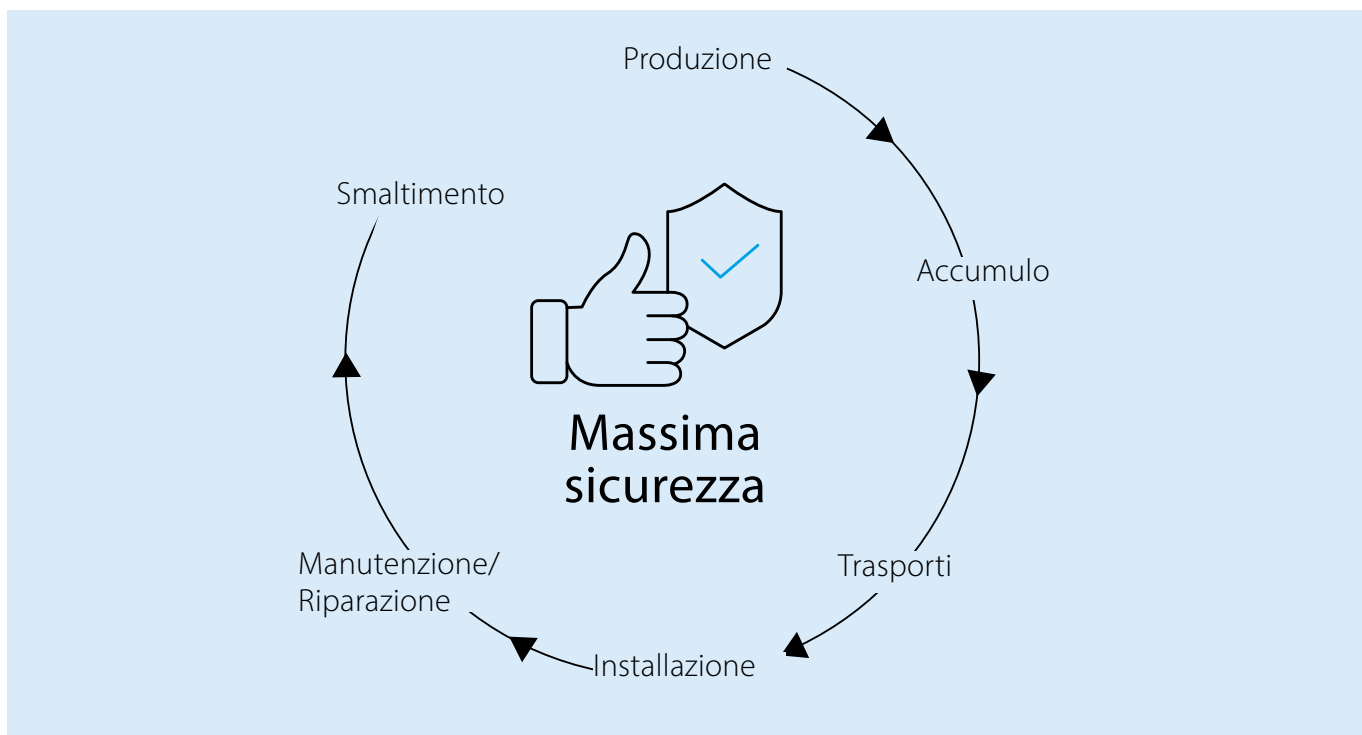 Produzione
Accumulo
Trasporti
Installazione
Manutenzione/
Riparazione
Smaltimento
Massima
sicurezza